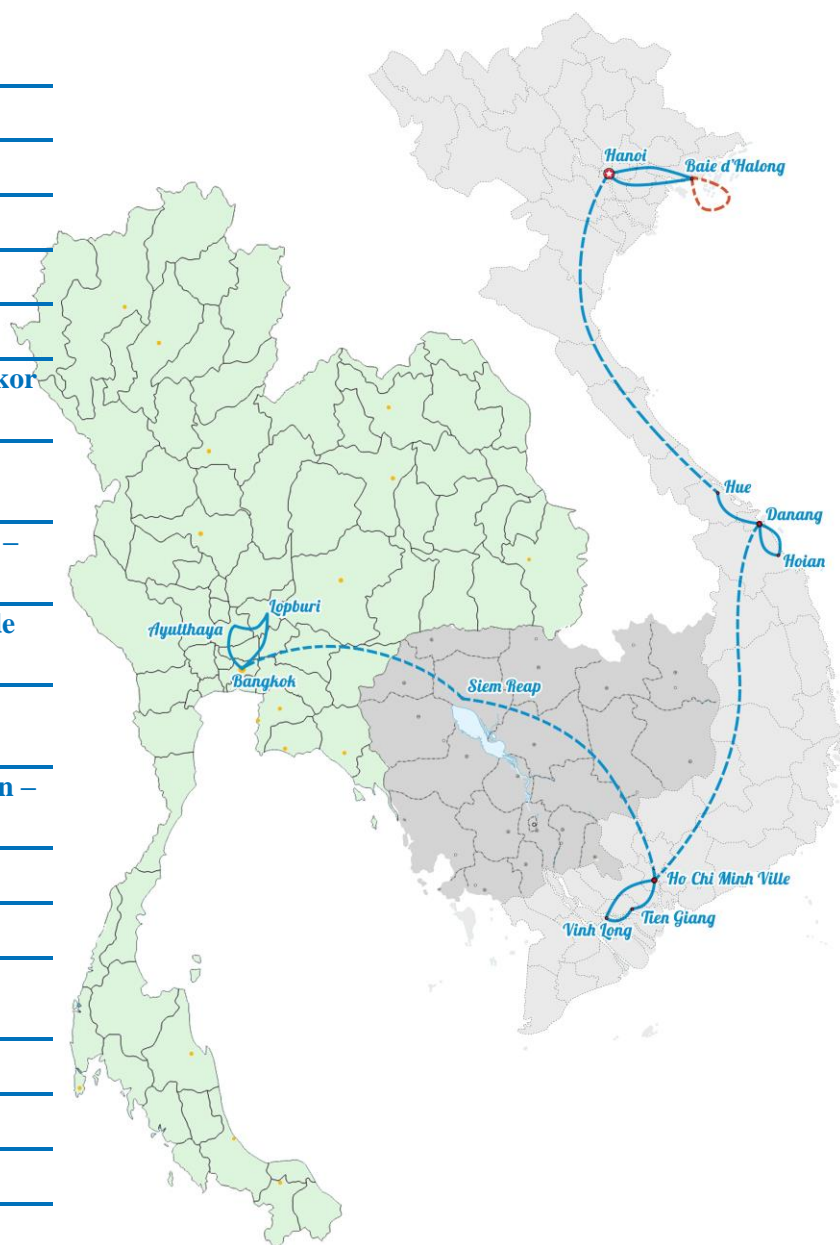 kor
–
de
n –
Hanoi
Baie d'Halong
Hue
Danang
Hoian
Lopburi
Ayutthaya
Bangkok
Siem Reap
Ho Chi Minh Ville
Tien Giang
Vinh Long